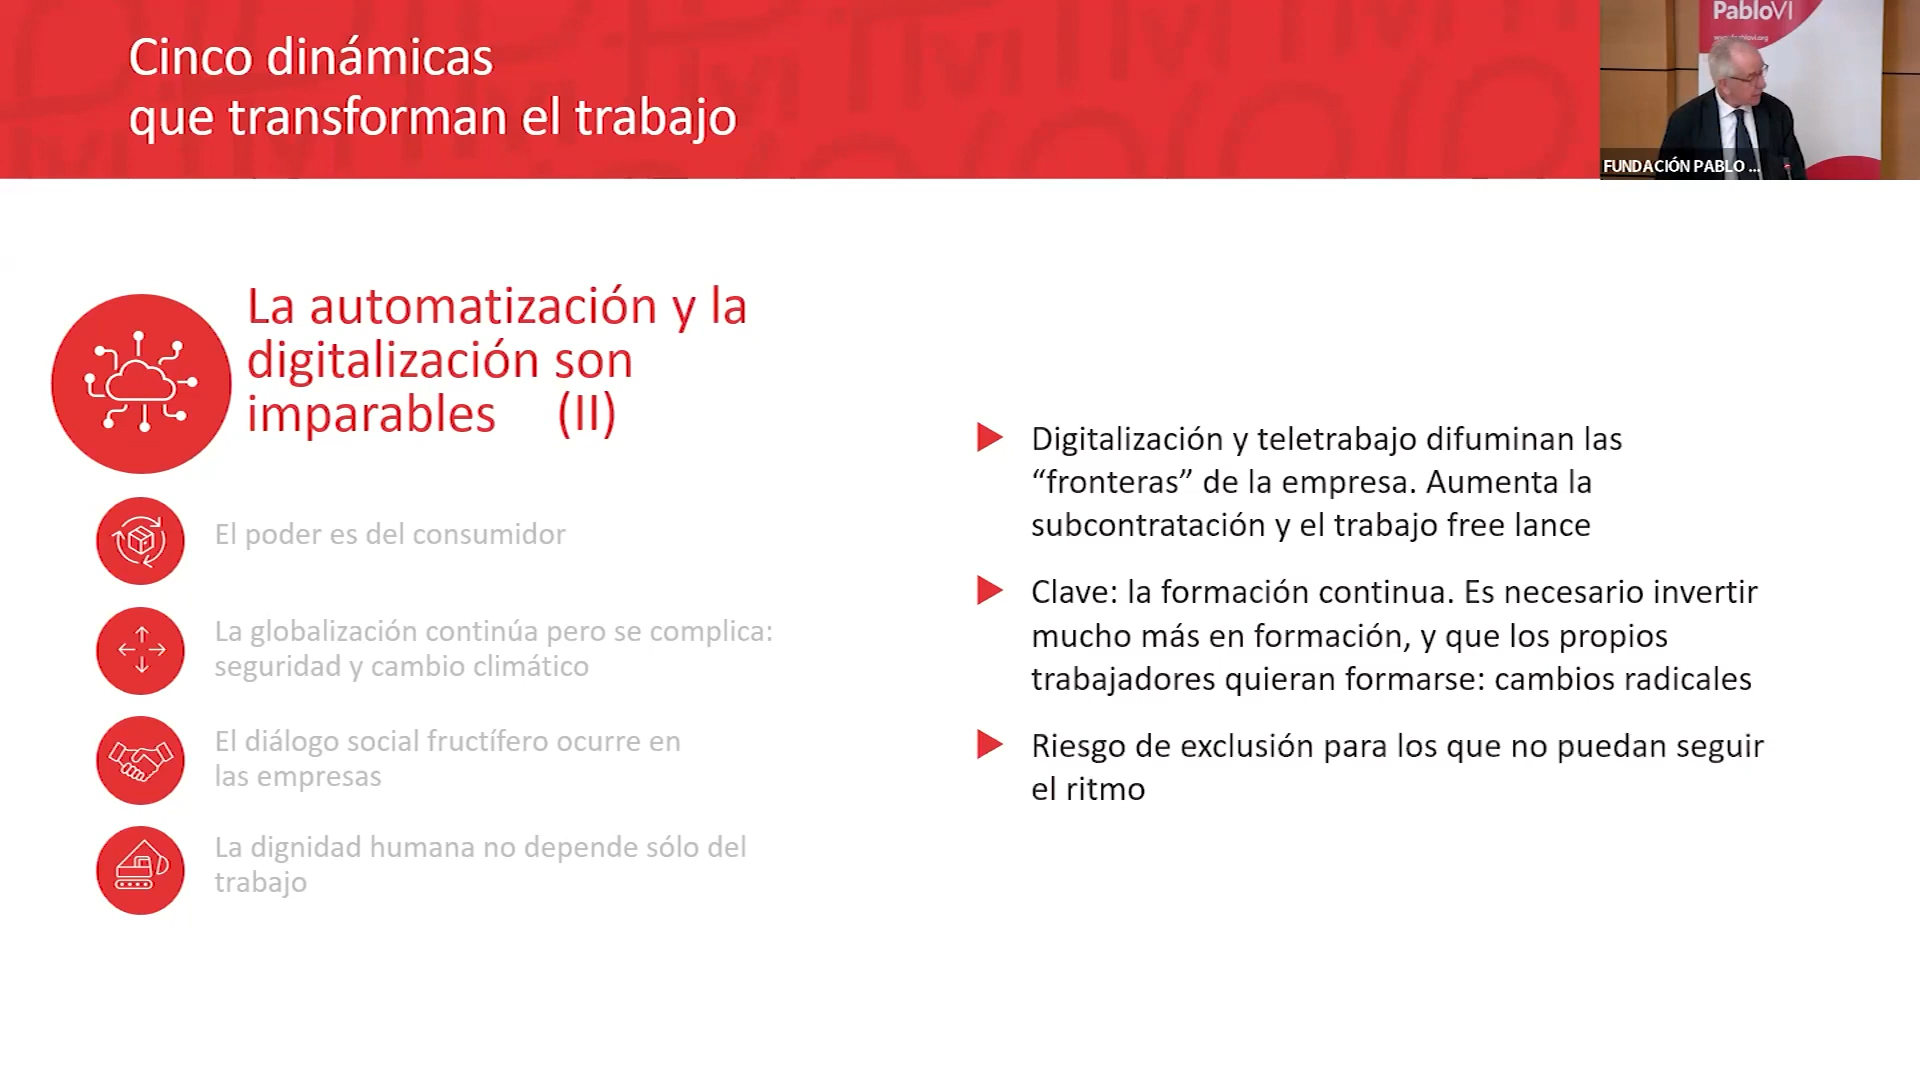 Cinco dinámicas
que transforman el trabajo
PabloVI
FUNDACIÓN PABLO ...
La automatización y la
digitalización son
imparables (II)
El poder es del consumidor
La globalización continúa pero se complica:
seguridad y cambio climático
El diálogo social fructífero ocurre en
las empresas
La dignidad humana no depende sólo del
trabajo
Digitalización y teletrabajo difuminan las
“fronteras” de la empresa. Aumenta la
subcontratación y el trabajo free lance
Clave: la formación continua. Es necesario invertir
mucho más en formación, y que los propios
trabajadores quieran formarse: cambios radicales
Riesgo de exclusión para los que no puedan seguir
el ritmo